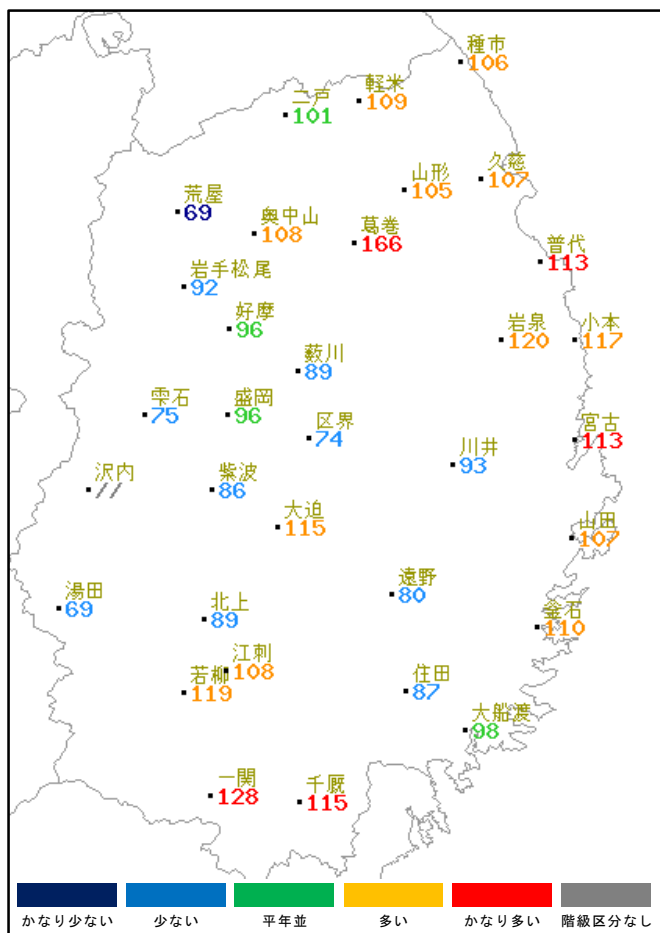 種市
106
軽米
109
二戸
101
久慈
107
山形
105
荒屋
69
奥中山
108
葛巻
166
普代
113
岩手松尾
92
好摩
96
岩泉
120
小本
117
藪川
89
雫石
75
盛岡
96
区界
74
宮古
113
川井
93
沢内
//
紫波
86
大迫
115
山田
107
湯田
69
北上
89
遠野
80
釜石
110
江刺
108
若柳
119
住田
87
大船渡
98
一関
128
千厩
115
かなり少ない
少ない
平年並
多い
かなり多い
階級区分なし